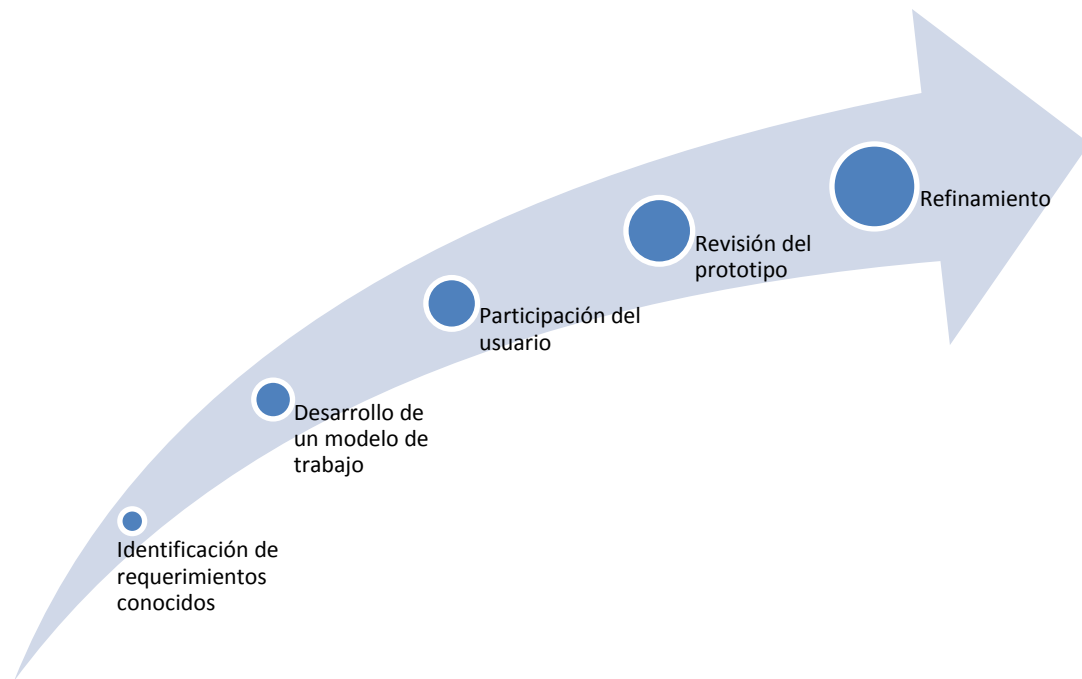 Identificación de
requerimientos
conocidos
Desarrollo de
un modelo de
trabajo
Participación del
usuario
Revisión del
prototipo
Refinamiento